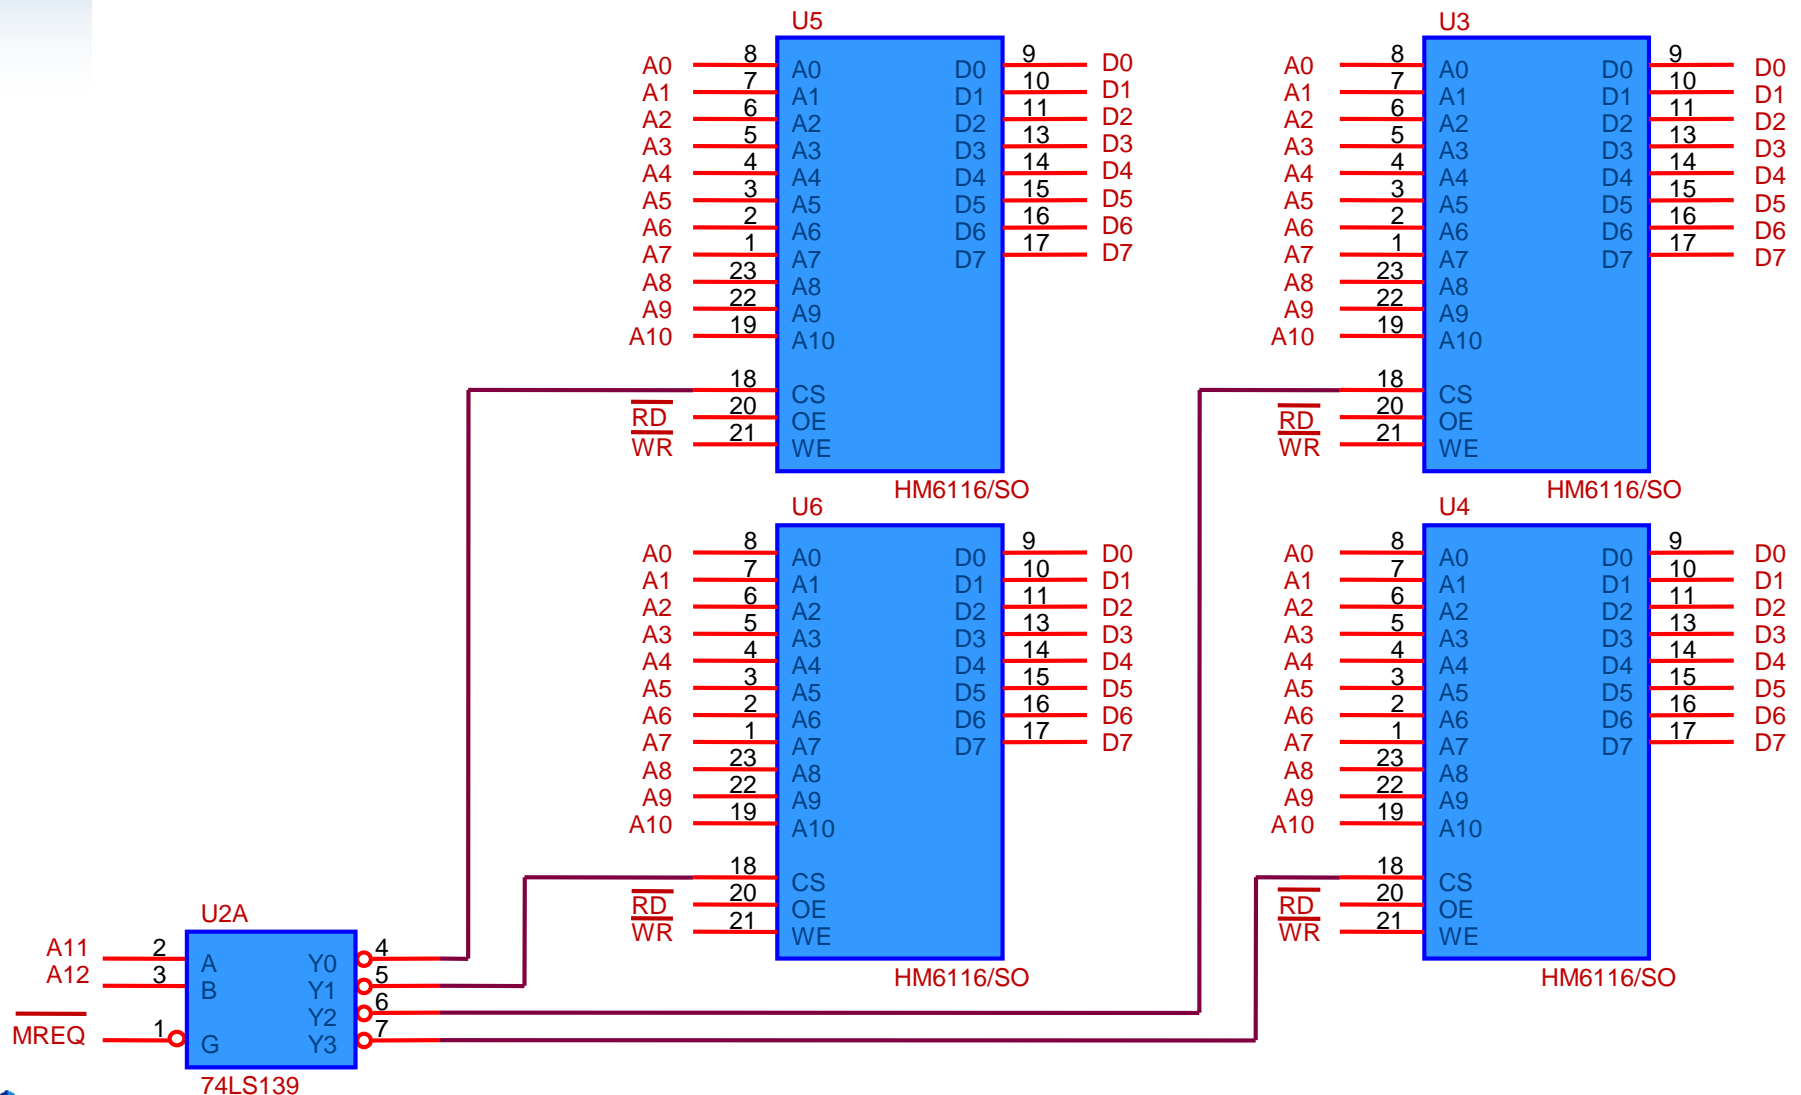 U5
A0 8 A0 D0 9 D0
A1 7 A1 D1 10 D1
A2 6 A2 D2 11 D2
A3 5 A3 D3 13 D3
A4 4 A4 D4 14 D4
A5 3 A5 D5 15 D5
A6 2 A6 D6 16 D6
A7 1 A7 D7 17 D7
A8 23 A8
A9 22 A9
A10 19 A10
18 CS
RD 20 OE
WR 21 WE
HM6116/SO
U3
A0 8 A0 D0 9 D0
A1 7 A1 D1 10 D1
A2 6 A2 D2 11 D2
A3 5 A3 D3 13 D3
A4 4 A4 D4 14 D4
A5 3 A5 D5 15 D5
A6 2 A6 D6 16 D6
A7 1 A7 D7 17 D7
A8 23 A8
A9 22 A9
A10 19 A10
18 CS
RD 20 OE
WR 21 WE
HM6116/SO
U6
A0 8 A0 D0 9 D0
A1 7 A1 D1 10 D1
A2 6 A2 D2 11 D2
A3 5 A3 D3 13 D3
A4 4 A4 D4 14 D4
A5 3 A5 D5 15 D5
A6 2 A6 D6 16 D6
A7 1 A7 D7 17 D7
A8 23 A8
A9 22 A9
A10 19 A10
18 CS
RD 20 OE
WR 21 WE
HM6116/SO
U4
A0 8 A0 D0 9 D0
A1 7 A1 D1 10 D1
A2 6 A2 D2 11 D2
A3 5 A3 D3 13 D3
A4 4 A4 D4 14 D4
A5 3 A5 D5 15 D5
A6 2 A6 D6 16 D6
A7 1 A7 D7 17 D7
A8 23 A8
A9 22 A9
A10 19 A10
18 CS
RD 20 OE
WR 21 WE
HM6116/SO
U2A
A11 2 A Y0 4
A12 3 B Y1 5
Y2 6
MREQ 1 G Y3 7
74LS139